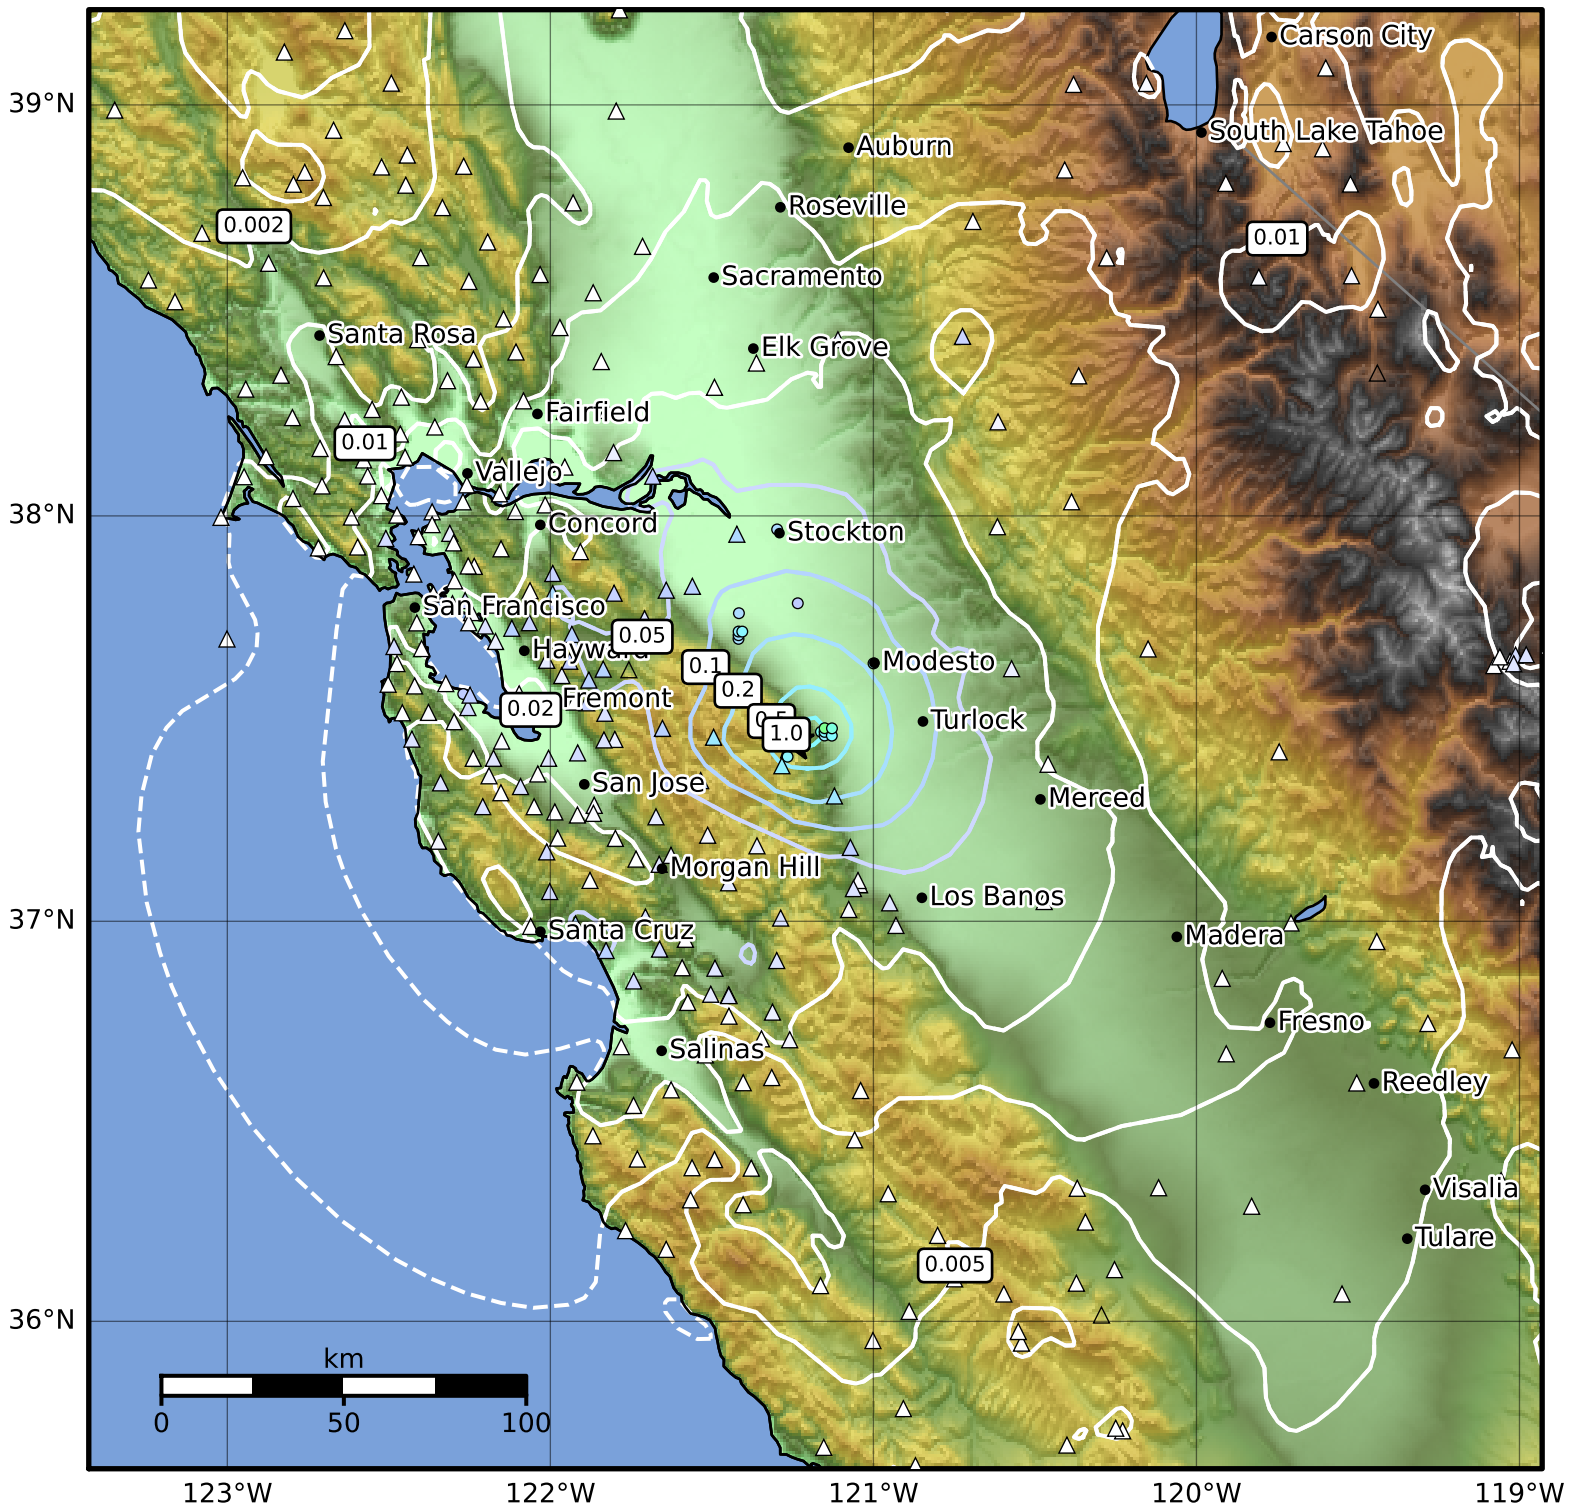 Carson City
39°N
South Lake Tahoe
Auburn
Roseville
0.002
0.01
Sacramento
Santa Rosa
Elk Grove
Fairfield
0.01
Vallejo
38°N
Concord
Stockton
San Francisco
0.05
Hayward
0.1
Modesto
0.2
Fremont
0.02
Turlock
1.0
San Jose
Merced
Morgan Hill
Los Banos
37°N
Santa Cruz
Madera
Fresno
Salinas
Reedley
Visalia
Tulare
0.005
36°N
km
0 50 100
123°W 122°W 121°W 120°W 119°W